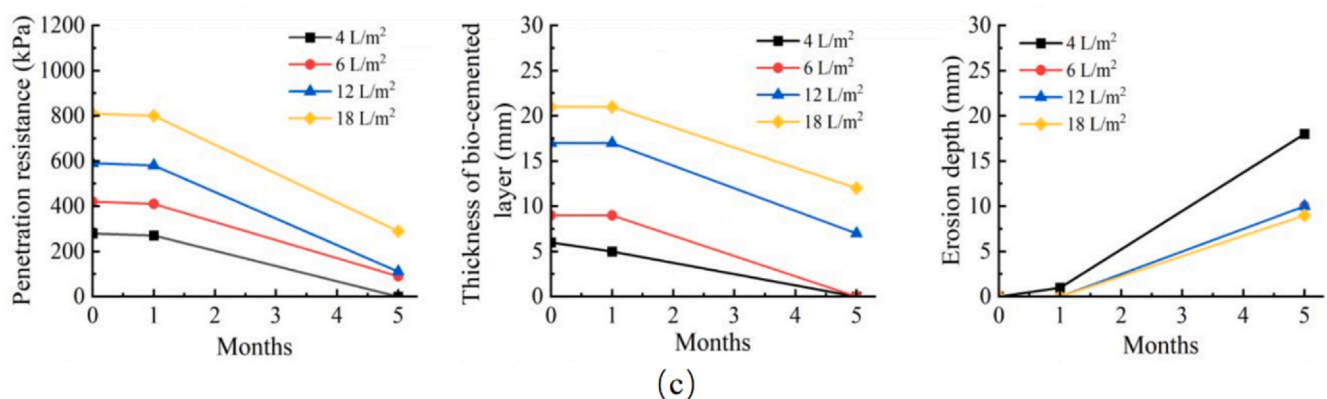 Penetration resistance (kPa)
1200
1000
800
600
400
200
0
4 L/m²
6 L/m²
12 L/m²
18 L/m²
0 1 2 3 4 5
Months
Thickness of bio-cemented
layer (mm)
30
25
20
15
10
5
0
4 L/m²
6 L/m²
12 L/m²
18 L/m²
0 1 2 3 4 5
Months
Erosion depth (mm)
30
25
20
15
10
5
0
4 L/m²
6 L/m²
12 L/m²
18 L/m²
0 1 2 3 4 5
Months
(c)